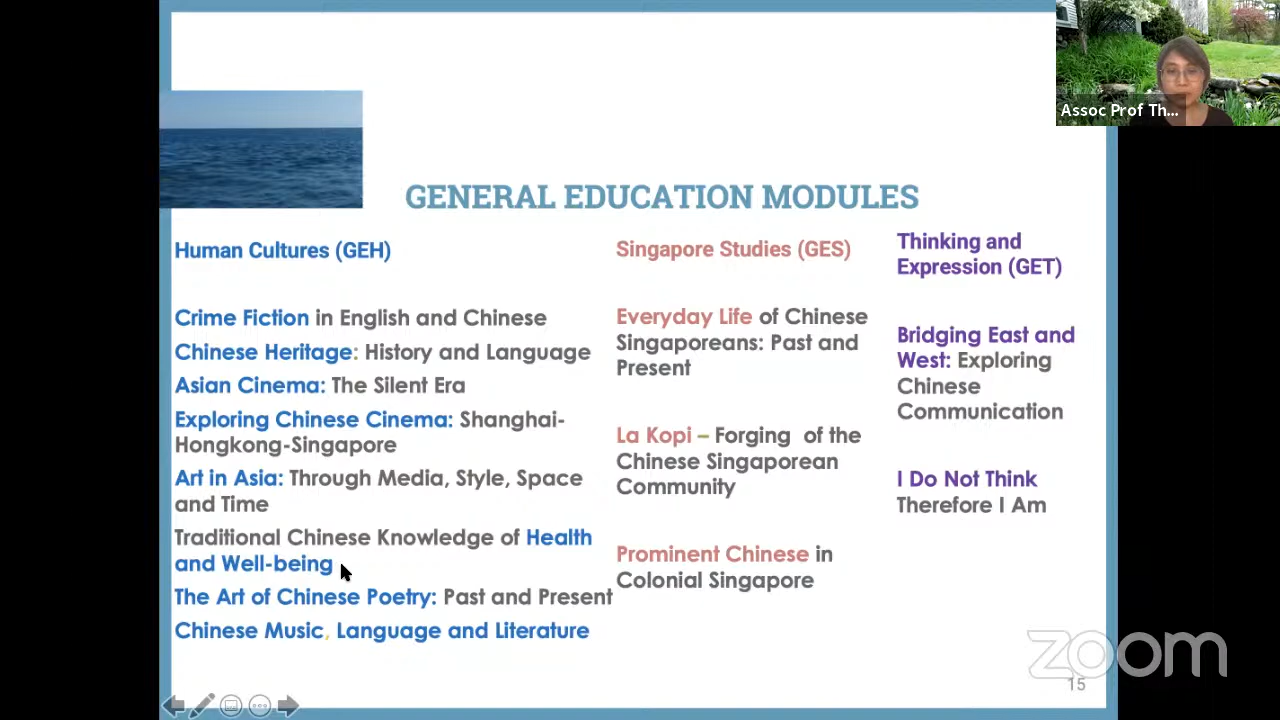 Assoc Prof Th...
GENERAL EDUCATION MODULES
Human Cultures (GEH)
Crime Fiction in English and Chinese
Chinese Heritage: History and Language
Asian Cinema: The Silent Era
Exploring Chinese Cinema: Shanghai-
Hongkong-Singapore
Art in Asia: Through Media, Style, Space
and Time
Traditional Chinese Knowledge of Health
and Well-being
The Art of Chinese Poetry: Past and Present
Chinese Music, Language and Literature
Singapore Studies (GES)
Everyday Life of Chinese
Singaporeans: Past and
Present
La Kopi – Forging of the
Chinese Singaporean
Community
Prominent Chinese in
Colonial Singapore
Thinking and
Expression (GET)
Bridging East and
West: Exploring
Chinese
Communication
I Do Not Think
Therefore I Am
zoom
15